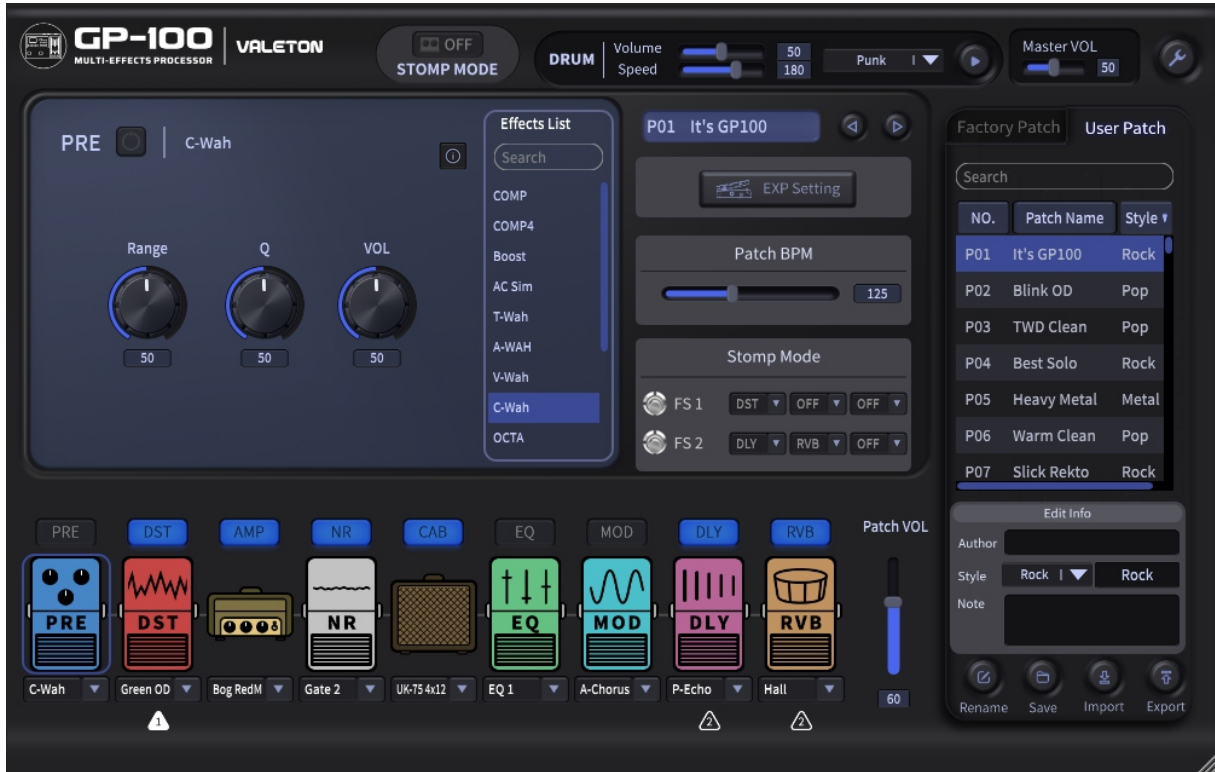 GP-100
MULTI-EFFECTS PROCESSOR
VALETON
OFF
STOMP MODE
DRUM
Volume 50
Speed 180
Punk
Master VOL
50
PRE
C-Wah
Range Q VOL
50 50 50
Effects List
Search
COMP
COMP4
Boost
AC Sim
T-Wah
A-WAH
V-Wah
C-Wah
OCTA
P01 It's GP100
EXP Setting
Patch BPM
125
Stomp Mode
FS 1 DST OFF OFF
FS 2 DLY RVB OFF
Factory Patch User Patch
Search
NO. Patch Name Style
P01 It's GP100 Rock
P02 Blink OD Pop
P03 TWD Clean Pop
P04 Best Solo Rock
P05 Heavy Metal Metal
P06 Warm Clean Pop
P07 Slick Rekto Rock
Edit Info
Author
Style Rock Rock
Note
Rename Save Import Export
PRE DST AMP NR CAB EQ MOD DLY RVB
PRE DST NR EQ MOD DLY RVB
C-Wah Green OD Bog RedM Gate 2 UK-75 4x12 EQ 1 A-Chorus P-Echo Hall
1 2 2
Patch VOL
60